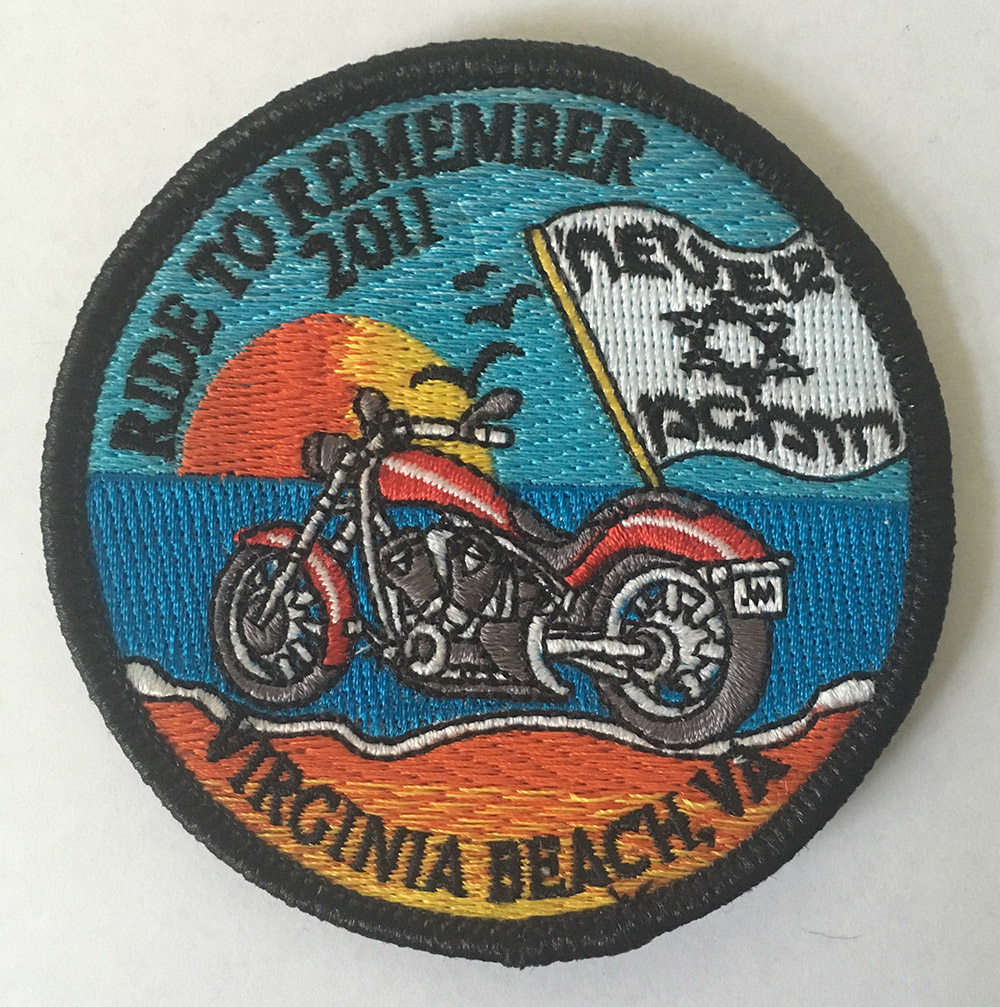 RIDE TO REMEMBER
2011
NEVER
AGAIN
VIRGINIA BEACH, VA